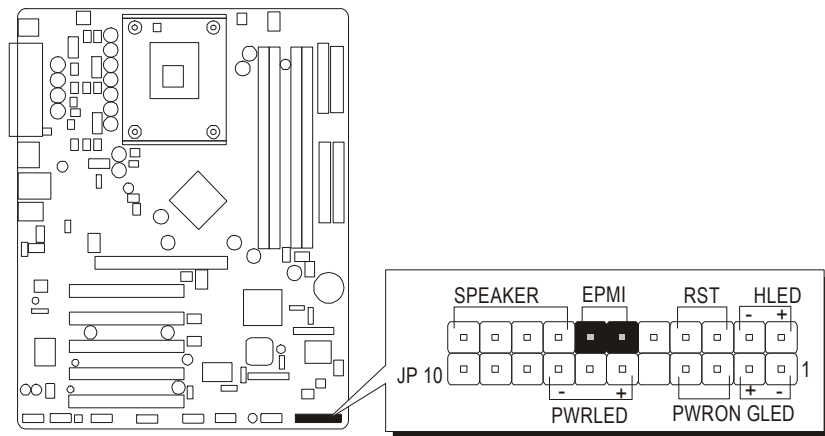 SPEAKER EPMI RST HLED
- +
JP 10 1
- + + -
PWRLED PWRON GLED